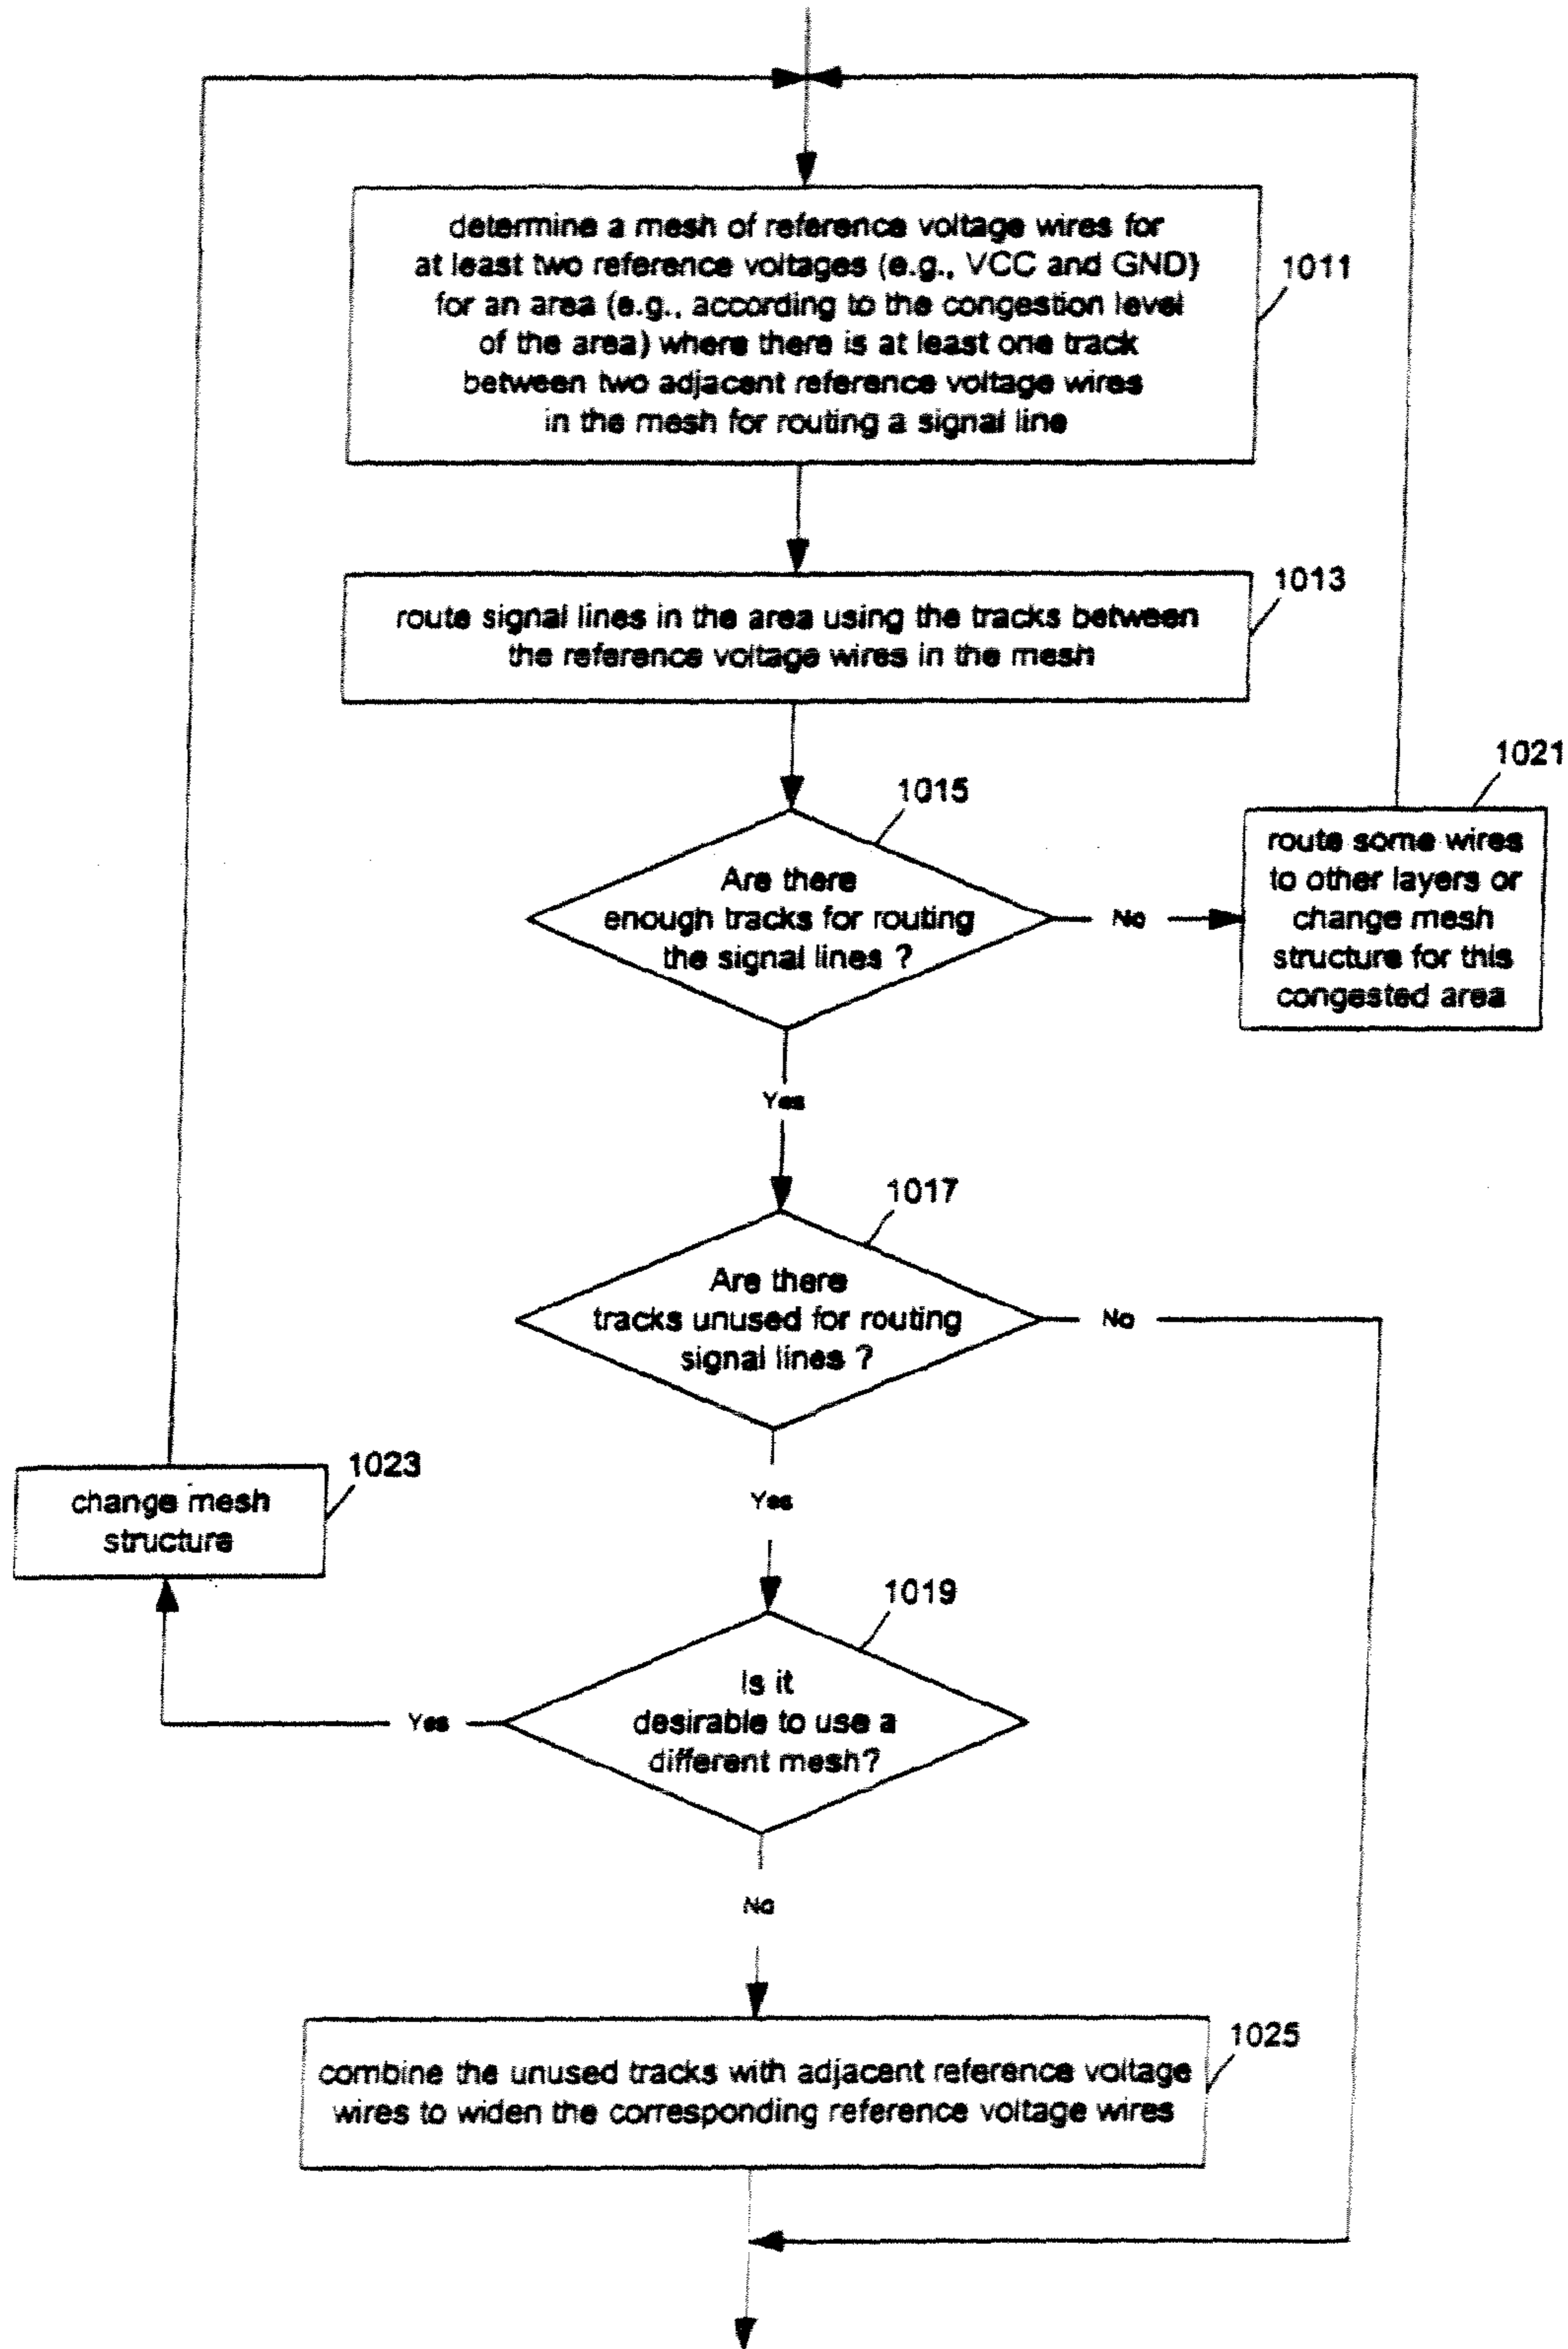 determine a mesh of reference voltage wires for
at least two reference voltages (e.g., VCC and GND)
for an area (e.g., according to the congestion level
of the area) where there is at least one track
between two adjacent reference voltage wires
in the mesh for routing a signal line
1011
route signal lines in the area using the tracks between
the reference voltage wires in the mesh
1013
1015
Are there
enough tracks for routing
the signal lines ?
No
1021
route some wires
to other layers or
change mesh
structure for this
congested area
Yes
1017
Are there
tracks unused for routing
signal lines ?
No
Yes
1023
change mesh
structure
1019
Is it
desirable to use a
different mesh?
Yes
No
1025
combine the unused tracks with adjacent reference voltage
wires to widen the corresponding reference voltage wires